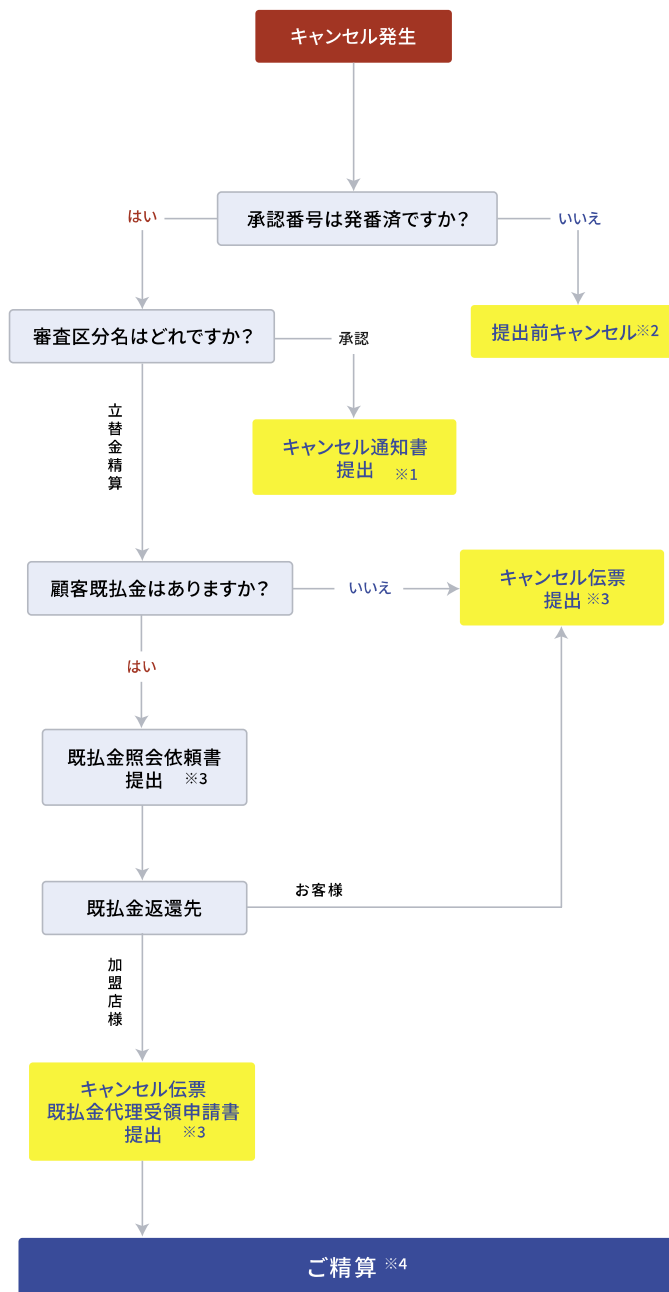 キャンセル発生
承認番号は発番済ですか？
はい
いいえ
審査区分名はどれですか？
承認
提出前キャンセル※2
立替金精算
キャンセル通知書
提出 ※1
顧客既払金はありますか？
いいえ
キャンセル伝票
提出 ※3
はい
既払金照会依頼書
提出 ※3
既払金返還先
お客様
加盟店様
キャンセル伝票
既払金代理受領申請書
提出 ※3
ご精算 ※4